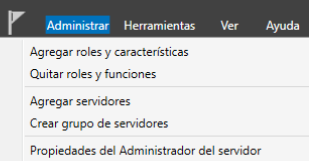 Administrar Herramientas Ver Ayuda
Agregar roles y características
Quitar roles y funciones
Agregar servidores
Crear grupo de servidores
Propiedades del Administrador del servidor